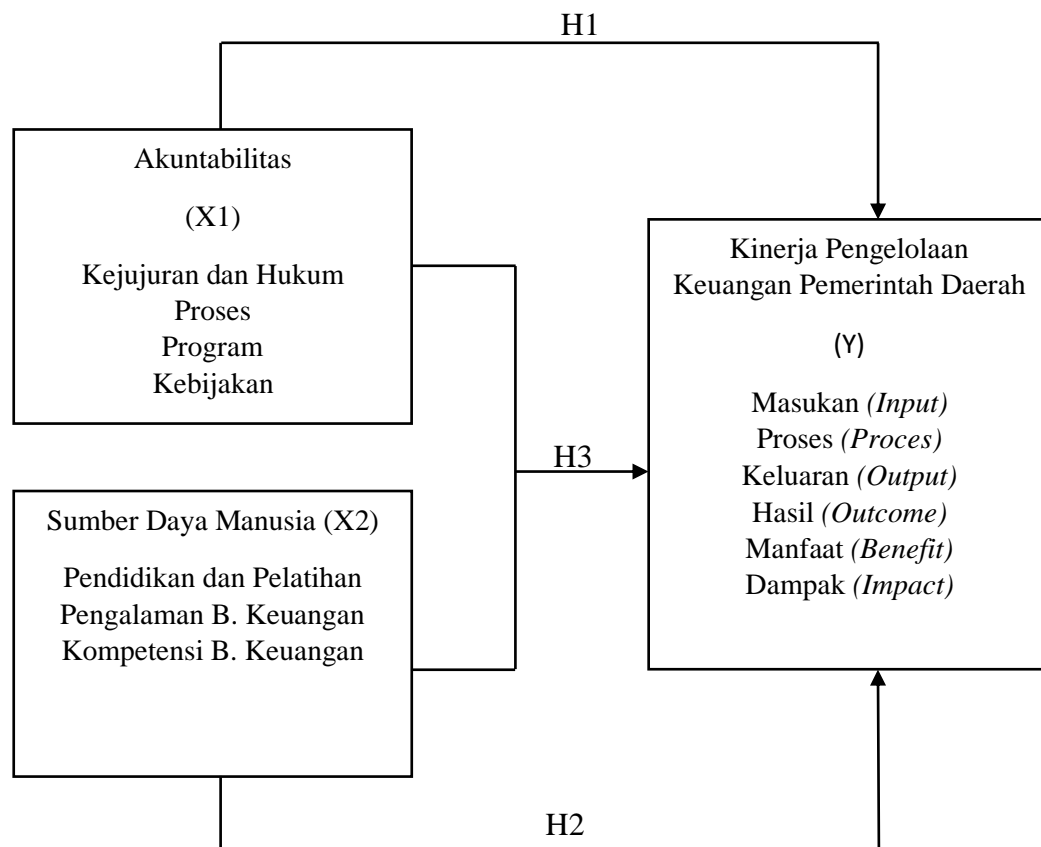 H1
Akuntabilitas
(X1)
Kejujuran dan Hukum
Proses
Program
Kebijakan
Kinerja Pengelolaan
Keuangan Pemerintah Daerah
(Y)
Masukan (Input)
Proses (Proces)
Keluaran (Output)
Hasil (Outcome)
Manfaat (Benefit)
Dampak (Impact)
H3
Sumber Daya Manusia (X2)
Pendidikan dan Pelatihan
Pengalaman B. Keuangan
Kompetensi B. Keuangan
H2